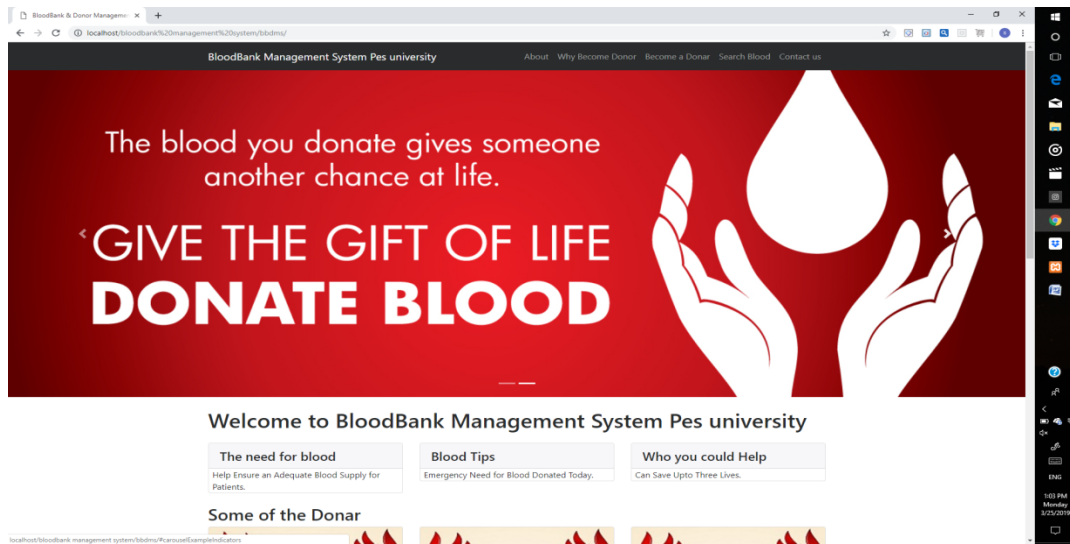 BloodBank & Donor Managemen
localhost/bloodbank%20management%20system/bbdms/
BloodBank Management System Pes university
About Why Become Donor Become a Donar Search Blood Contact us
The blood you donate gives someone
another chance at life.
GIVE THE GIFT OF LIFE
DONATE BLOOD
Welcome to BloodBank Management System Pes university
The need for blood
Help Ensure an Adequate Blood Supply for
Patients.
Blood Tips
Emergency Need for Blood Donated Today.
Who you could Help
Can Save Upto Three Lives.
Some of the Donar
localhost/bloodbank management system/bbdms/#carouselExampleIndicators
ENG
1:03 PM
Monday
3/25/2019